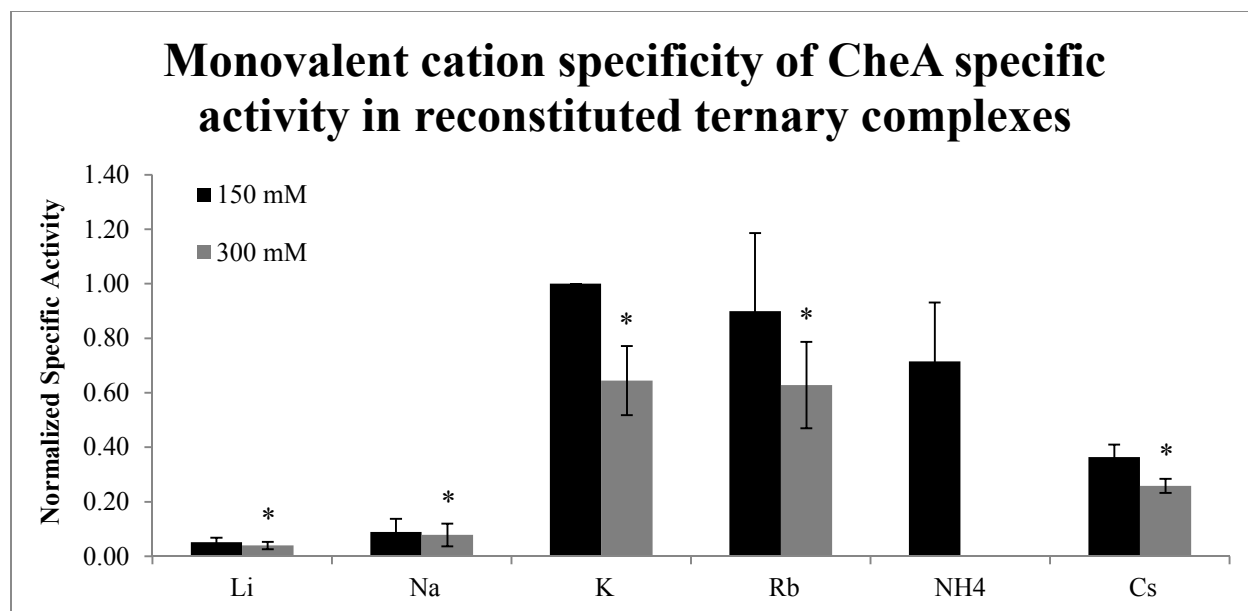 Monovalent cation specificity of CheA specific
activity in reconstituted ternary complexes
Normalized Specific Activity
1.40
1.20
1.00
0.80
0.60
0.40
0.20
0.00
150 mM
300 mM
* * * * *
Li Na K Rb NH4 Cs